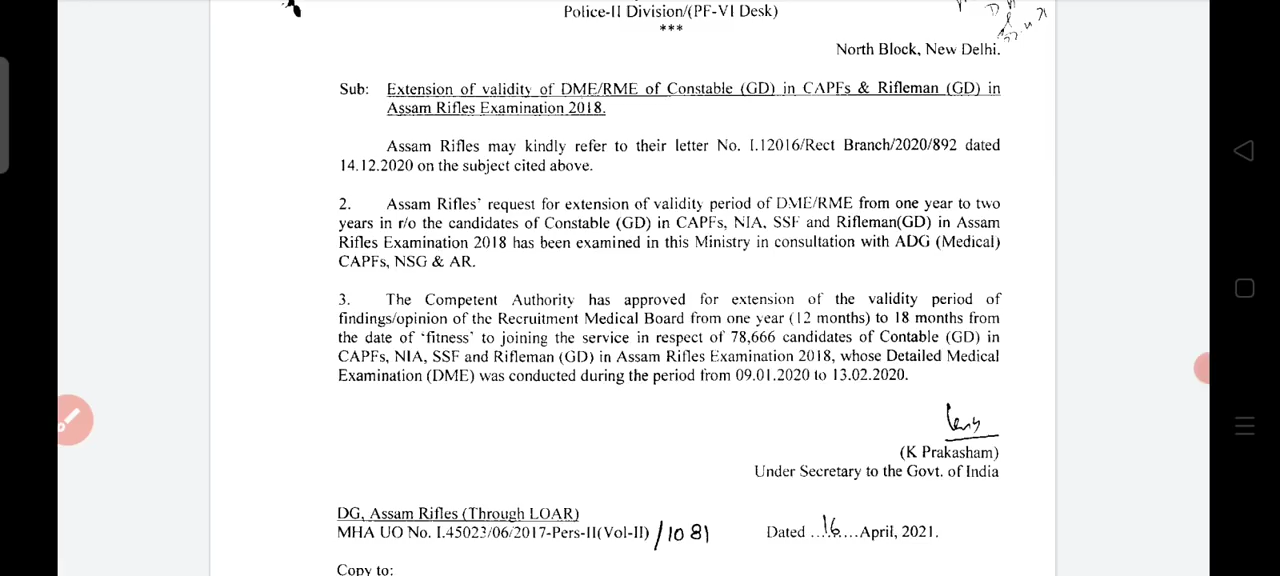 Police-II Division/(PF-VI Desk)
***
North Block, New Delhi.
Sub: Extension of validity of DME/RME of Constable (GD) in CAPFs & Rifleman (GD) in
Assam Rifles Examination 2018.
Assam Rifles may kindly refer to their letter No. I.12016/Rect Branch/2020/892 dated
14.12.2020 on the subject cited above.
2. Assam Rifles' request for extension of validity period of DME/RME from one year to two
years in r/o the candidates of Constable (GD) in CAPFs, NIA, SSF and Rifleman(GD) in Assam
Rifles Examination 2018 has been examined in this Ministry in consultation with ADG (Medical)
CAPFs, NSG & AR.
3. The Competent Authority has approved for extension of the validity period of
findings/opinion of the Recruitment Medical Board from one year (12 months) to 18 months from
the date of 'fitness' to joining the service in respect of 78,666 candidates of Contable (GD) in
CAPFs, NIA, SSF and Rifleman (GD) in Assam Rifles Examination 2018, whose Detailed Medical
Examination (DME) was conducted during the period from 09.01.2020 to 13.02.2020.
(K Prakasham)
Under Secretary to the Govt. of India
DG, Assam Rifles (Through LOAR)
MHA UO No. I.45023/06/2017-Pers-II(Vol-II)/1081 Dated ...16....April, 2021.
Copy to: